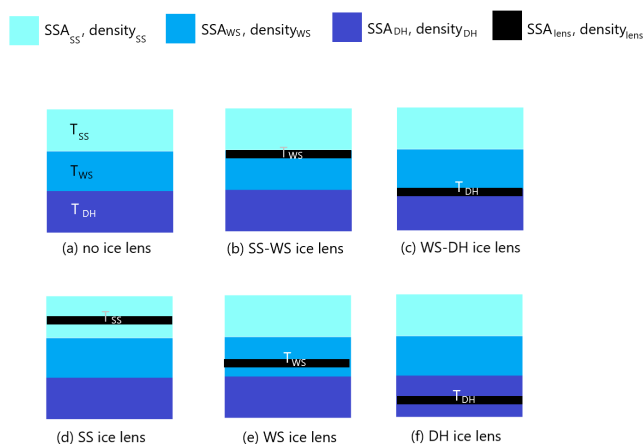 SSA_SS, density_SS
SSA_WS, density_WS
SSA_DH, density_DH
SSA_lens, density_lens
T_SS
T_WS
T_DH
T_WS
T_DH
(a) no ice lens
(b) SS-WS ice lens
(c) WS-DH ice lens
T_SS
T_WS
T_DH
(d) SS ice lens
(e) WS ice lens
(f) DH ice lens